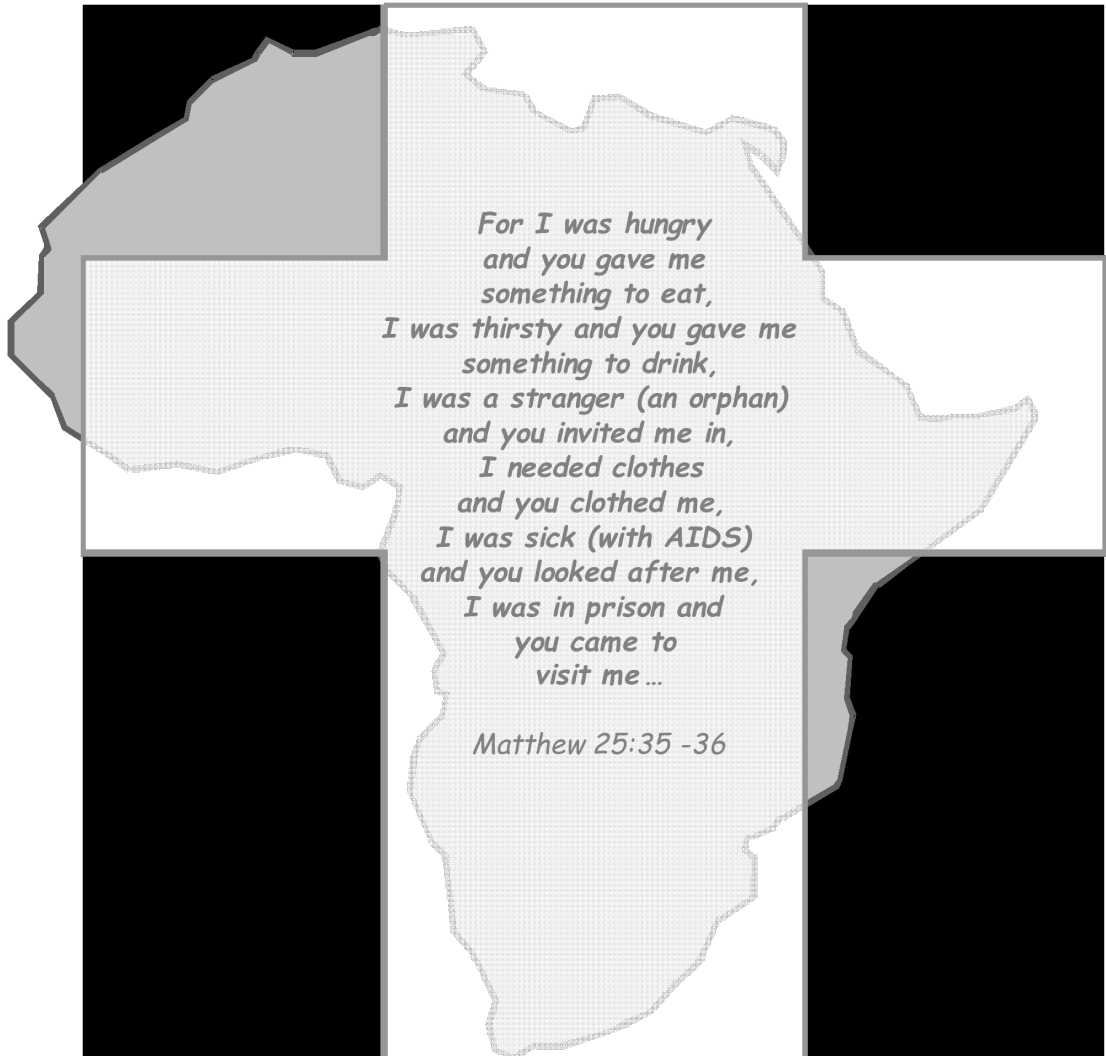 For I was hungry
and you gave me
something to eat,
I was thirsty and you gave me
something to drink,
I was a stranger (an orphan)
and you invited me in,
I needed clothes
and you clothed me,
I was sick (with AIDS)
and you looked after me,
I was in prison and
you came to
visit me ...
Matthew 25:35 -36